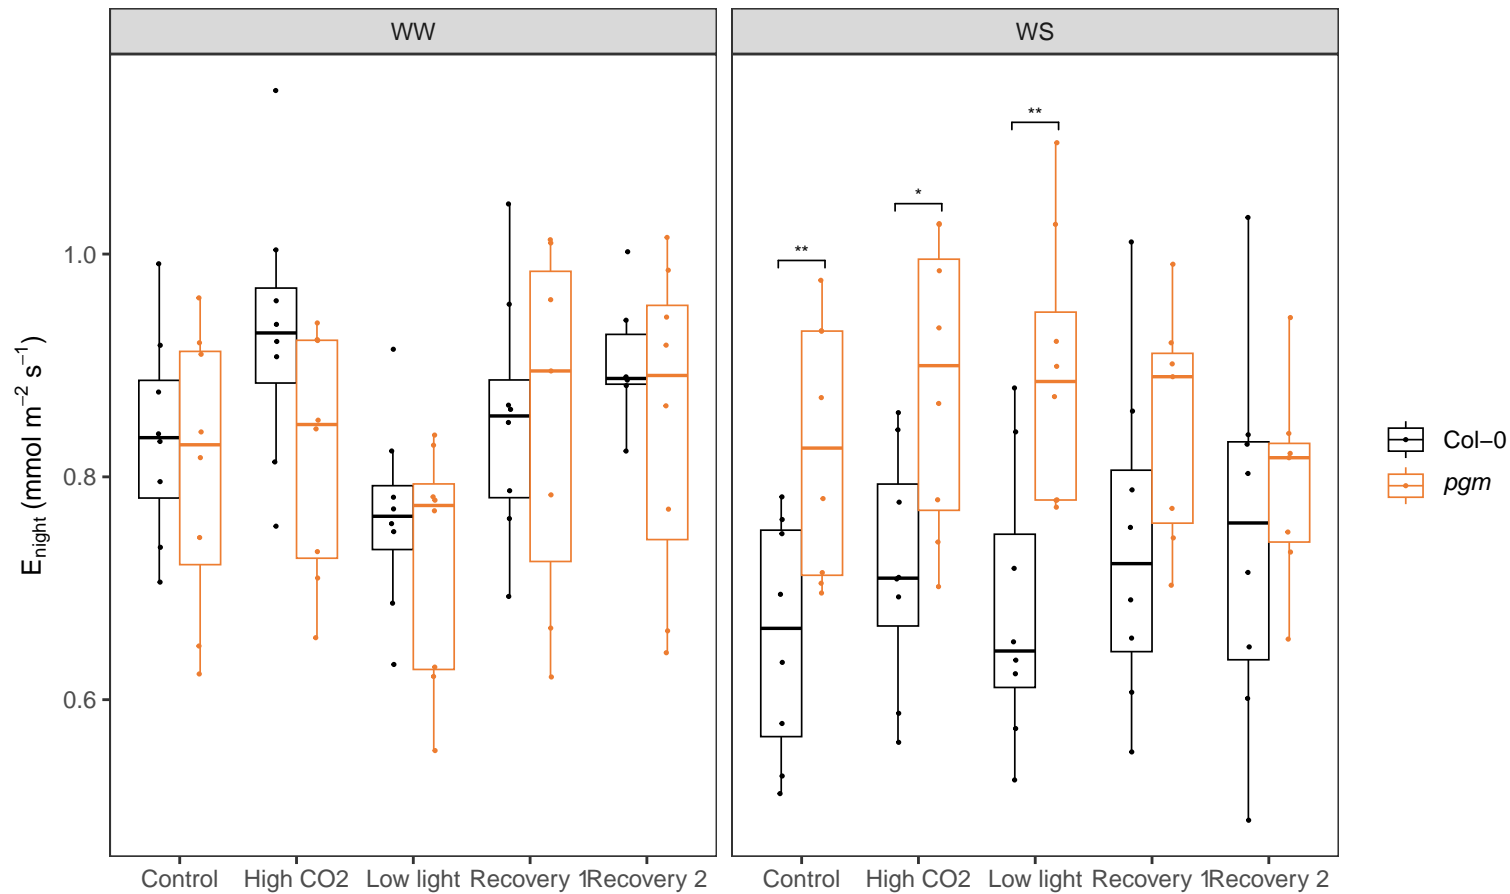 WW
WS
**
*
**
1.0
0.8
0.6
E_night (mmol m⁻² s⁻¹)
Control High CO2 Low light Recovery 1 Recovery 2
Control High CO2 Low light Recovery 1 Recovery 2
Col−0
pgm